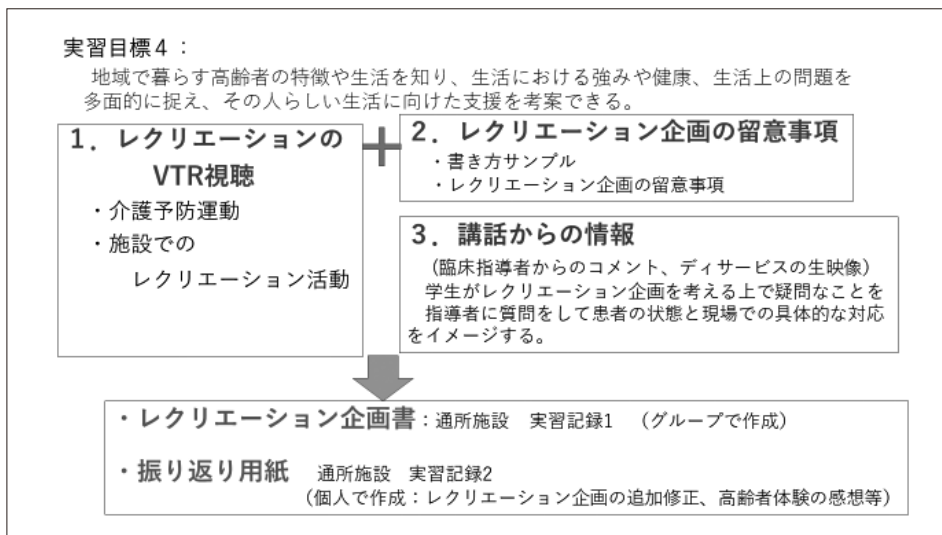 実習目標4：
地域で暮らす高齢者の特徴や生活を知り、生活における強みや健康、生活上の問題を
多面的に捉え、その人らしい生活に向けた支援を考案できる。
1．レクリエーションの
VTR視聴
・介護予防運動
・施設での
レクリエーション活動
＋
2．レクリエーション企画の留意事項
・書き方サンプル
・レクリエーション企画の留意事項
3．講話からの情報
(臨床指導者からのコメント、ディサービスの生映像)
学生がレクリエーション企画を考える上で疑問なことを
指導者に質問をして患者の状態と現場での具体的な対応
をイメージする。
・レクリエーション企画書：通所施設　実習記録1　（グループで作成）
・振り返り用紙　通所施設　実習記録2
（個人で作成：レクリエーション企画の追加修正、高齢者体験の感想等）